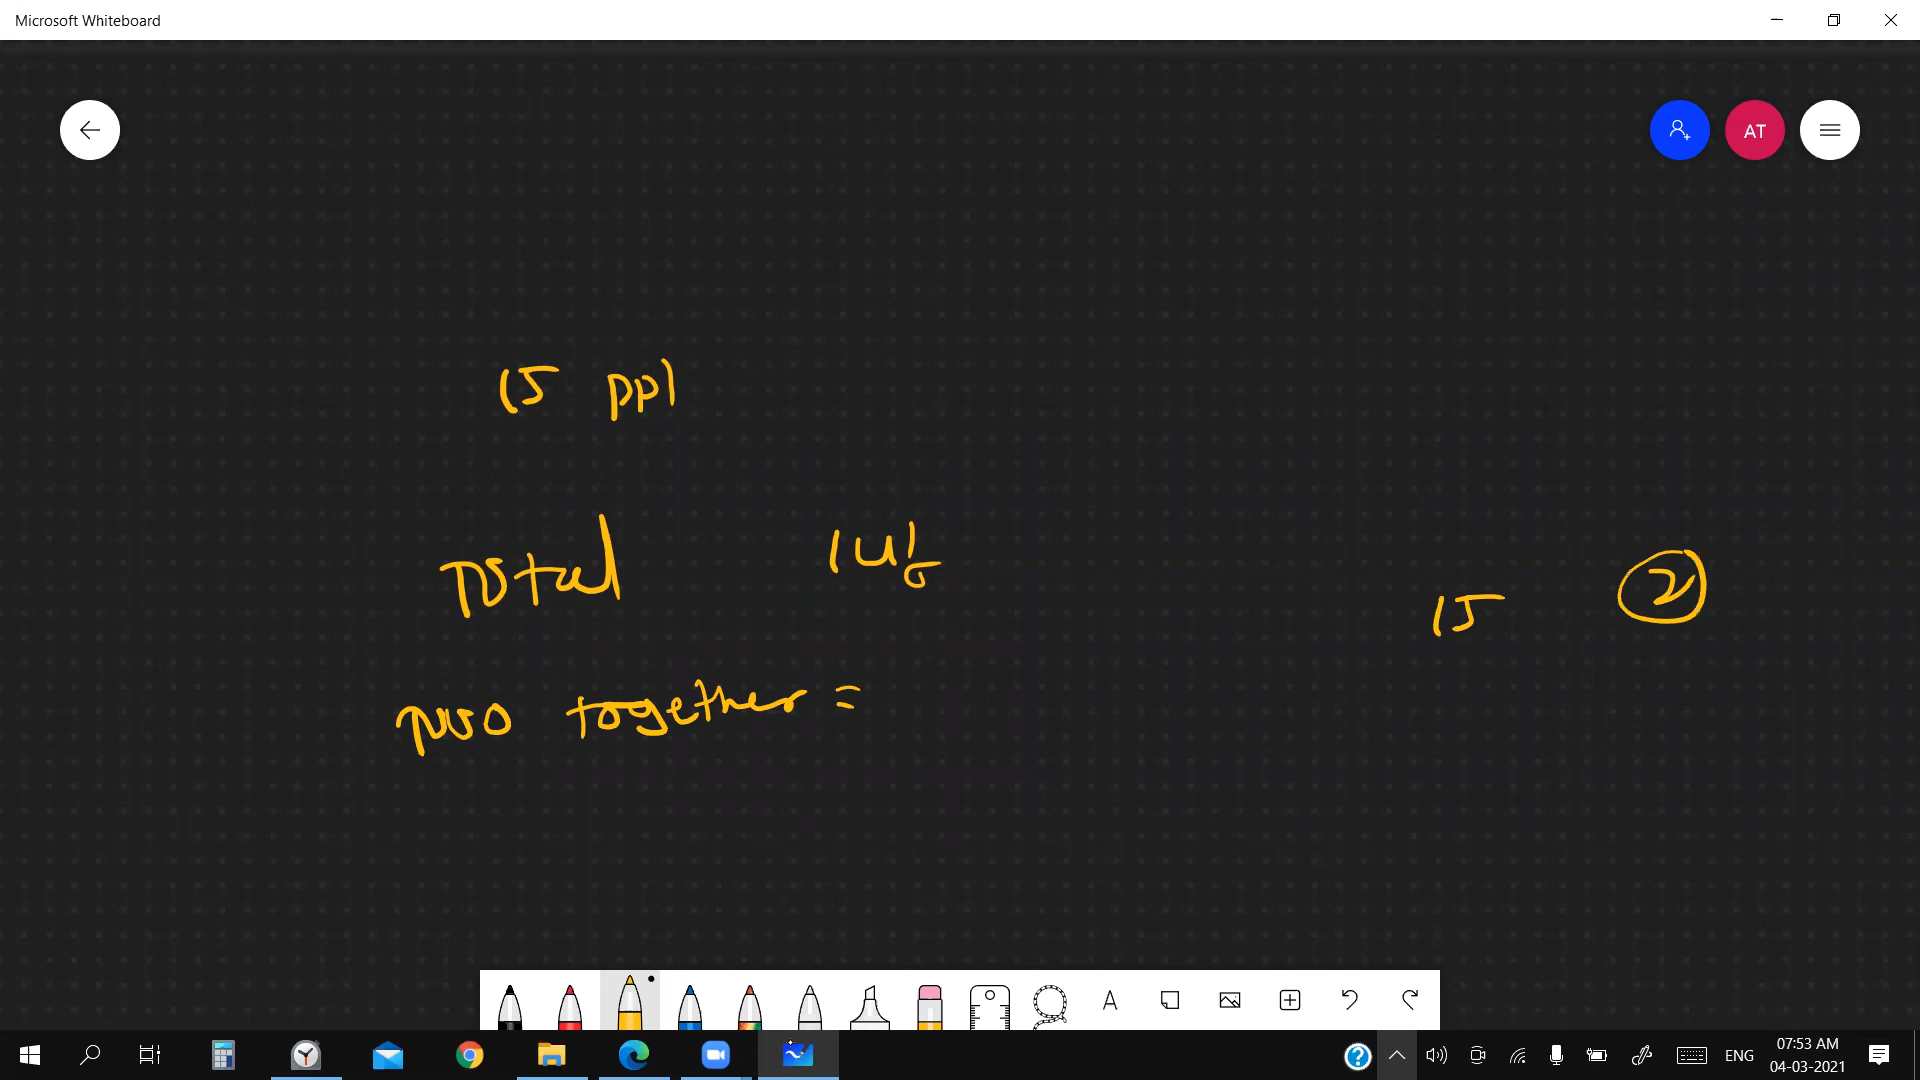 Microsoft Whiteboard
AT
15 ppl
Total 14!
15 2
two together =
A
ENG
07:53 AM
04-03-2021